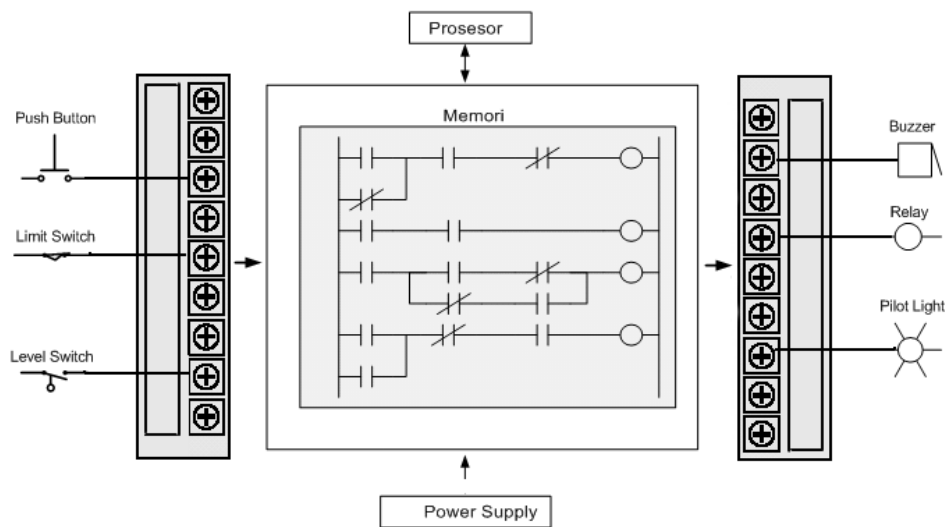 Prosesor
Memori
Push Button
Limit Switch
Level Switch
Buzzer
Relay
Pilot Light
Power Supply